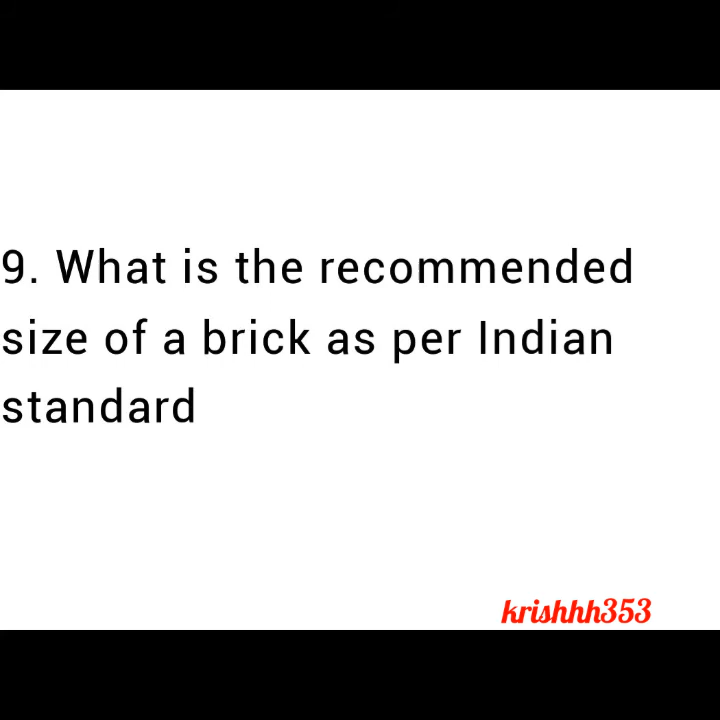 9. What is the recommended
size of a brick as per Indian
standard
krishhh353